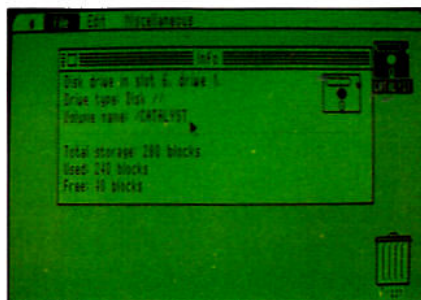 File Edit Miscellaneous
Info
CATALYST
Disk drive in slot 6, drive 1.
Drive type: Disk //
Volume name: /CATALYST
Total storage: 280 blocks
Used: 240 blocks
Free: 40 blocks
Trash